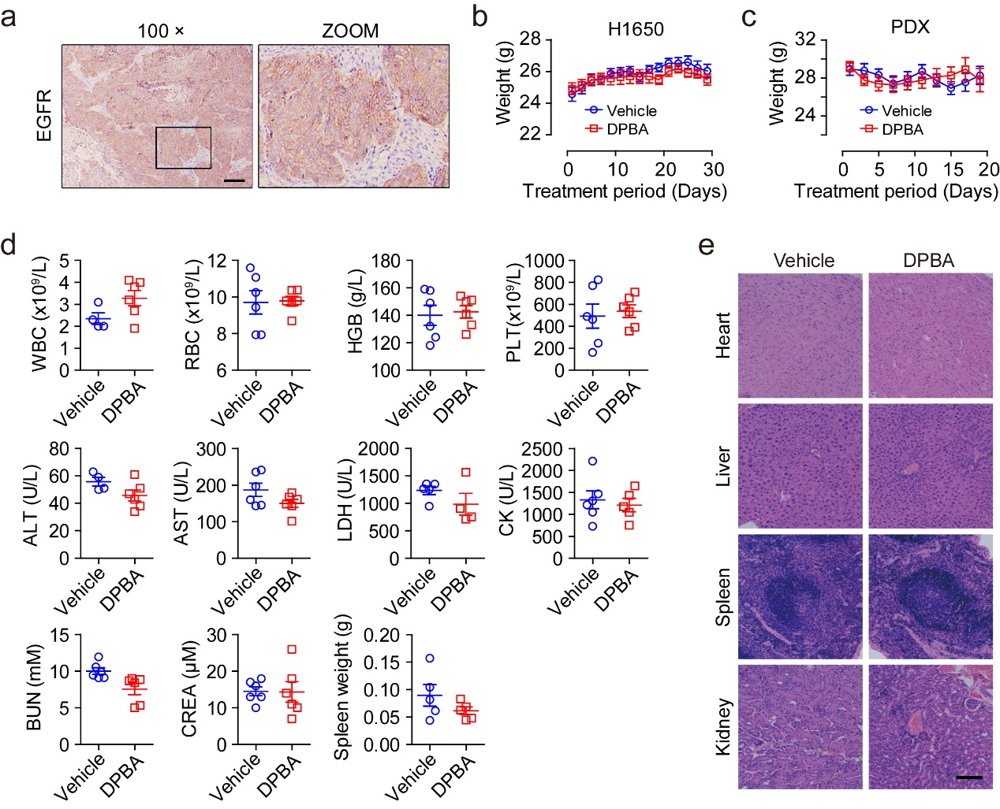 a
100 ×
ZOOM
EGFR
b
H1650
Weight (g)
28
26
24
22
Vehicle
DPBA
0 10 20 30
Treatment period (Days)
c
PDX
Weight (g)
32
28
24
Vehicle
DPBA
0 5 10 15 20
Treatment period (Days)
d
WBC (x10⁹/L)
5
4
3
2
1
0
Vehicle
DPBA
RBC (x10⁹/L)
12
10
8
6
Vehicle
DPBA
HGB (g/L)
180
160
140
120
100
Vehicle
DPBA
PLT(x10⁹/L)
1000
800
600
400
200
0
Vehicle
DPBA
ALT (U/L)
80
60
40
20
0
Vehicle
DPBA
AST (U/L)
300
200
100
0
Vehicle
DPBA
LDH (U/L)
2000
1500
1000
500
0
Vehicle
DPBA
CK (U/L)
2500
2000
1500
1000
500
0
Vehicle
DPBA
BUN (mM)
15
10
5
0
Vehicle
DPBA
CREA (µM)
30
20
10
0
Vehicle
DPBA
Spleen weight (g)
0.20
0.15
0.10
0.05
0.00
Vehicle
DPBA
e
Vehicle
DPBA
Heart
Liver
Spleen
Kidney